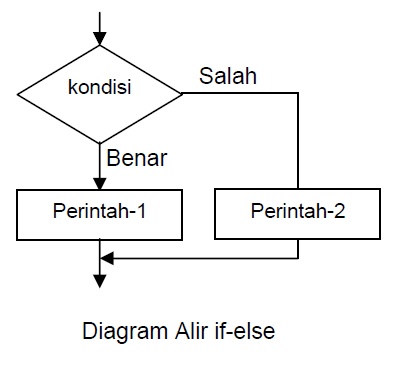 kondisi
Salah
Benar
Perintah-1
Perintah-2
Diagram Alir if-else